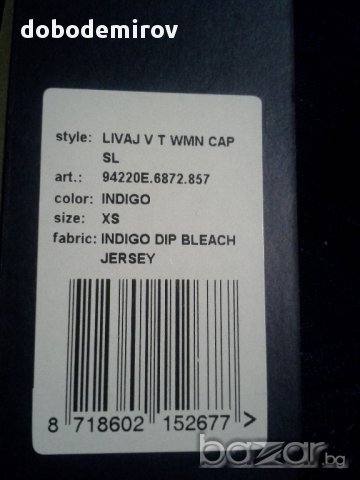 dobodemirov
style: LIVAJ V T WMN CAP
SL
art.: 94220E.6872.857
color: INDIGO
size: XS
fabric: INDIGO DIP BLEACH
JERSEY
8 718602 152677 >
bazar.bg